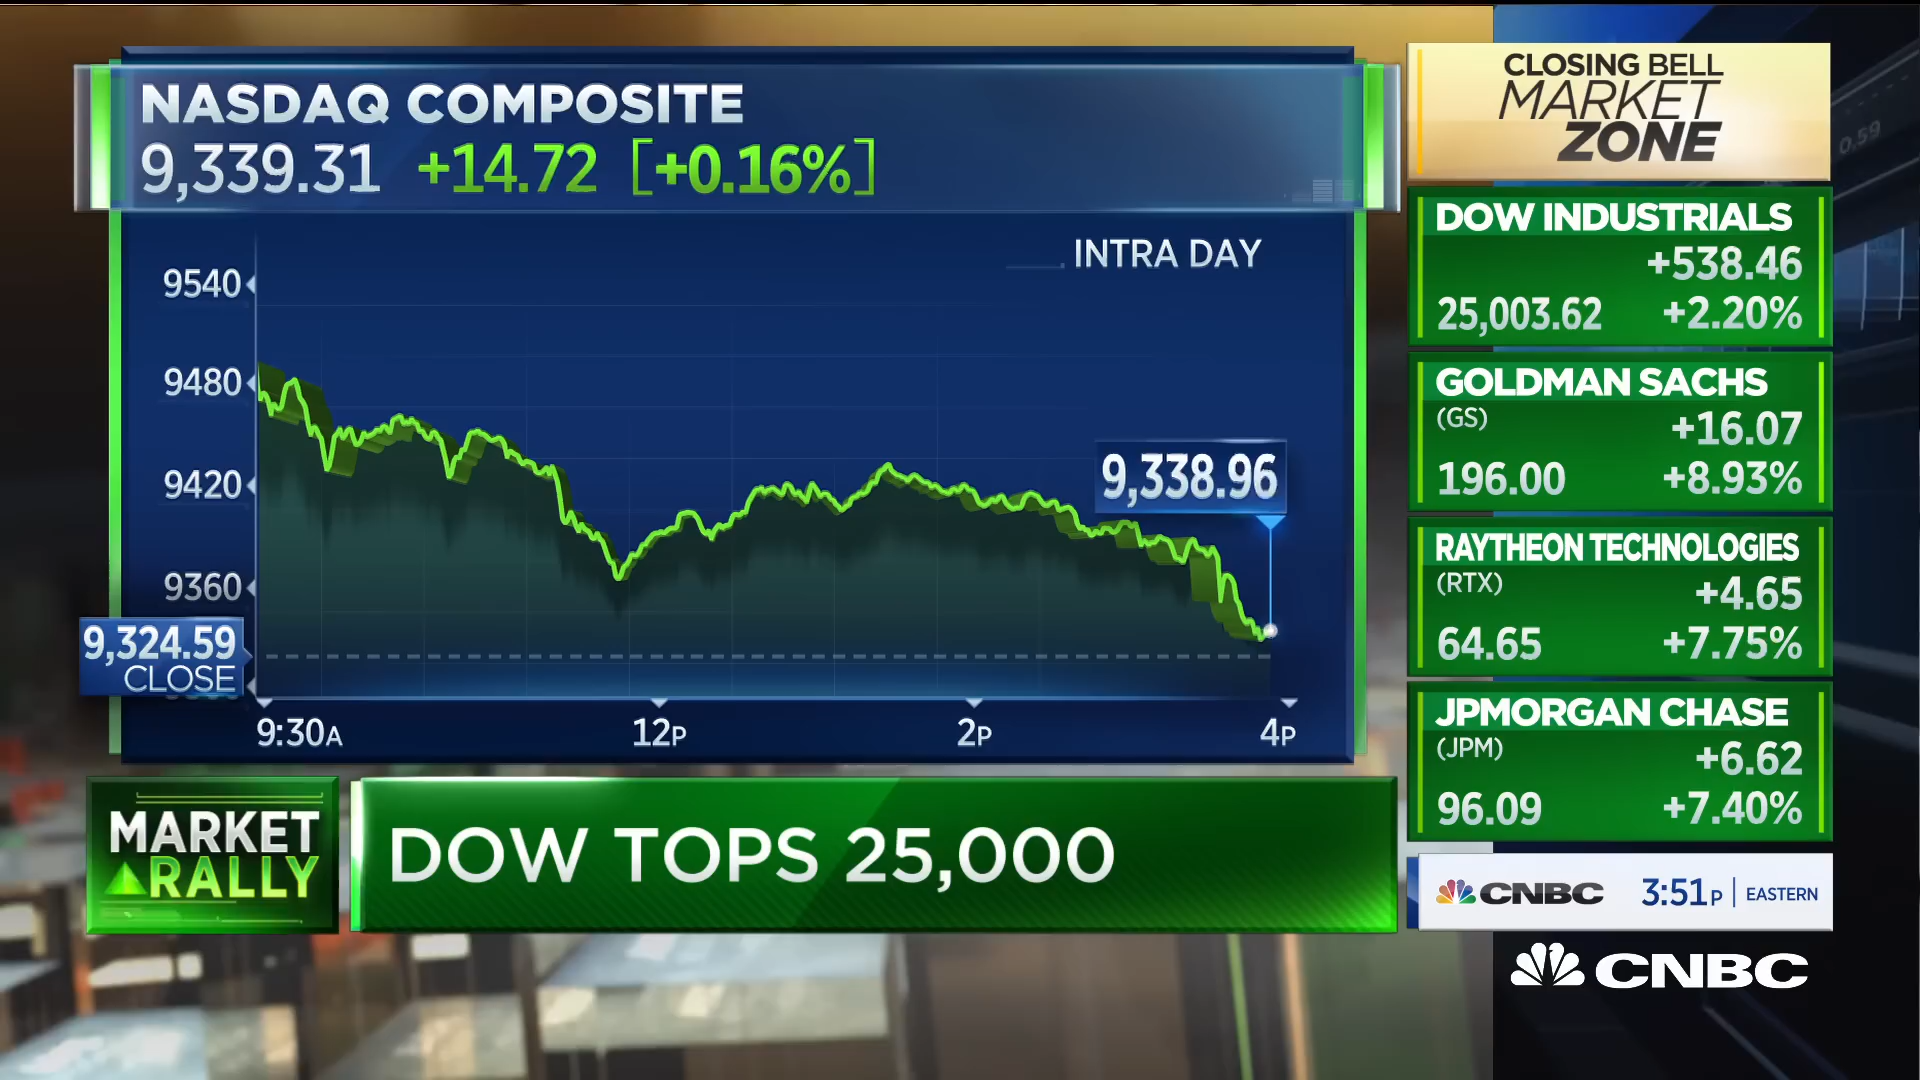 NASDAQ COMPOSITE
9,339.31 +14.72 [+0.16%]
INTRA DAY
9540
9480
9420
9360
9,338.96
9,324.59
CLOSE
9:30A 12P 2P 4P
MARKET
RALLY
DOW TOPS 25,000
CLOSING BELL
MARKET
ZONE
DOW INDUSTRIALS
+538.46
25,003.62 +2.20%
GOLDMAN SACHS
(GS) +16.07
196.00 +8.93%
RAYTHEON TECHNOLOGIES
(RTX) +4.65
64.65 +7.75%
JPMORGAN CHASE
(JPM) +6.62
96.09 +7.40%
CNBC 3:51P | EASTERN
CNBC
0.59